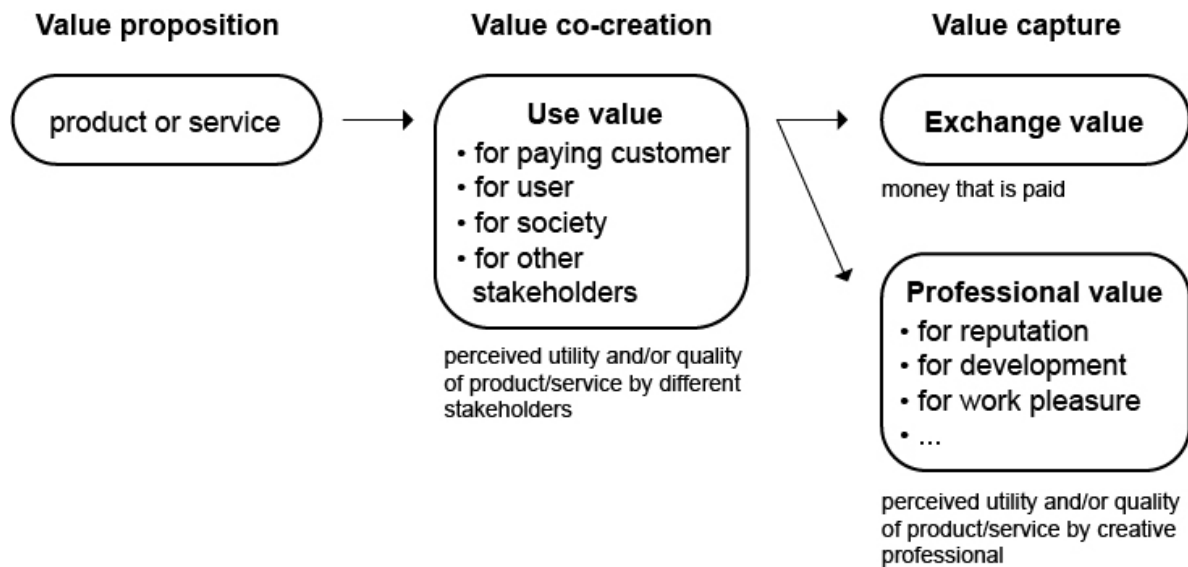 Value proposition
product or service
Value co-creation
Use value
• for paying customer
• for user
• for society
• for other
stakeholders
perceived utility and/or quality
of product/service by different
stakeholders
Value capture
Exchange value
money that is paid
Professional value
• for reputation
• for development
• for work pleasure
• ...
perceived utility and/or quality
of product/service by creative
professional